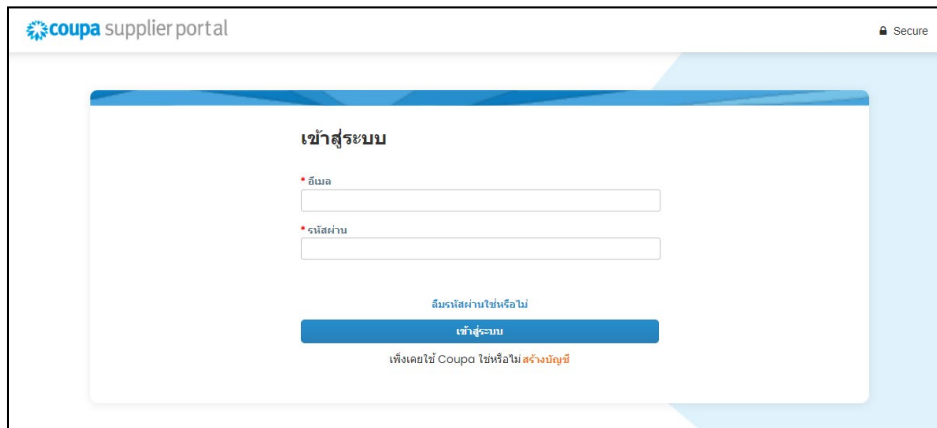 coupa supplier portal
Secure
เข้าสู่ระบบ
* อีเมล
* รหัสผ่าน
ลืมรหัสผ่านใช่หรือไม่
เข้าสู่ระบบ
เพิ่งเคยใช้ Coupa ใช่หรือไม่ สร้างบัญชี